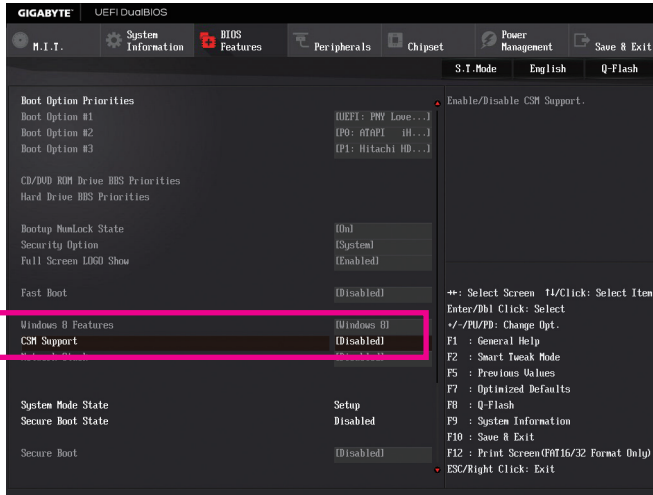 GIGABYTE™ UEFI DualBIOS
M.I.T. System Information BIOS Features Peripherals Chipset Power Management Save & Exit
S.T.Mode English Q-Flash
Boot Option Priorities
Boot Option #1 [UEFI: PNY Love...]
Boot Option #2 [P0: ATAPI iH...]
Boot Option #3 [P1: Hitachi HD...]
CD/DVD ROM Drive BBS Priorities
Hard Drive BBS Priorities
Bootup NumLock State [On]
Security Option [System]
Full Screen LOGO Show [Enabled]
Fast Boot [Disabled]
Windows 8 Features [Windows 8]
CSM Support [Disabled]
System Mode State Setup
Secure Boot State Disabled
Secure Boot [Disabled]
Enable/Disable CSM Support.
→←: Select Screen ↑↓/Click: Select Item
Enter/Dbl Click: Select
+/-/PU/PD: Change Opt.
F1 : General Help
F2 : Smart Tweak Mode
F5 : Previous Values
F7 : Optimized Defaults
F8 : Q-Flash
F9 : System Information
F10 : Save & Exit
F12 : Print Screen(FAT16/32 Format Only)
ESC/Right Click: Exit